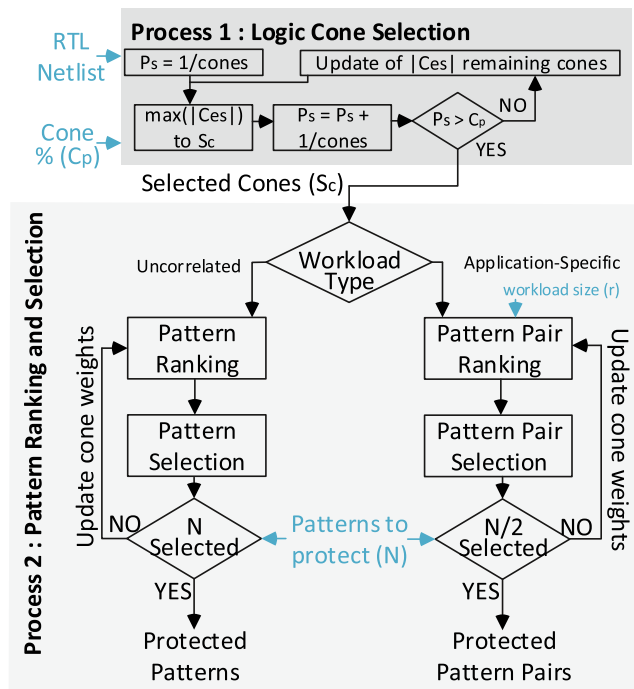 Process 1 : Logic Cone Selection
RTL
Netlist
Ps = 1/cones
Update of |Ces| remaining cones
Cone
% (Cp)
max(|Ces|)
to Sc
Ps = Ps +
1/cones
Ps > Cp
NO
YES
Selected Cones (Sc)
Process 2 : Pattern Ranking and Selection
Workload
Type
Uncorrelated
Application-Specific
workload size (r)
Update cone weights
Pattern
Ranking
Pattern
Selection
NO
N
Selected
YES
Protected
Patterns
Patterns to
protect (N)
Pattern Pair
Ranking
Pattern Pair
Selection
N/2
Selected
NO
YES
Update cone weights
Protected
Pattern Pairs